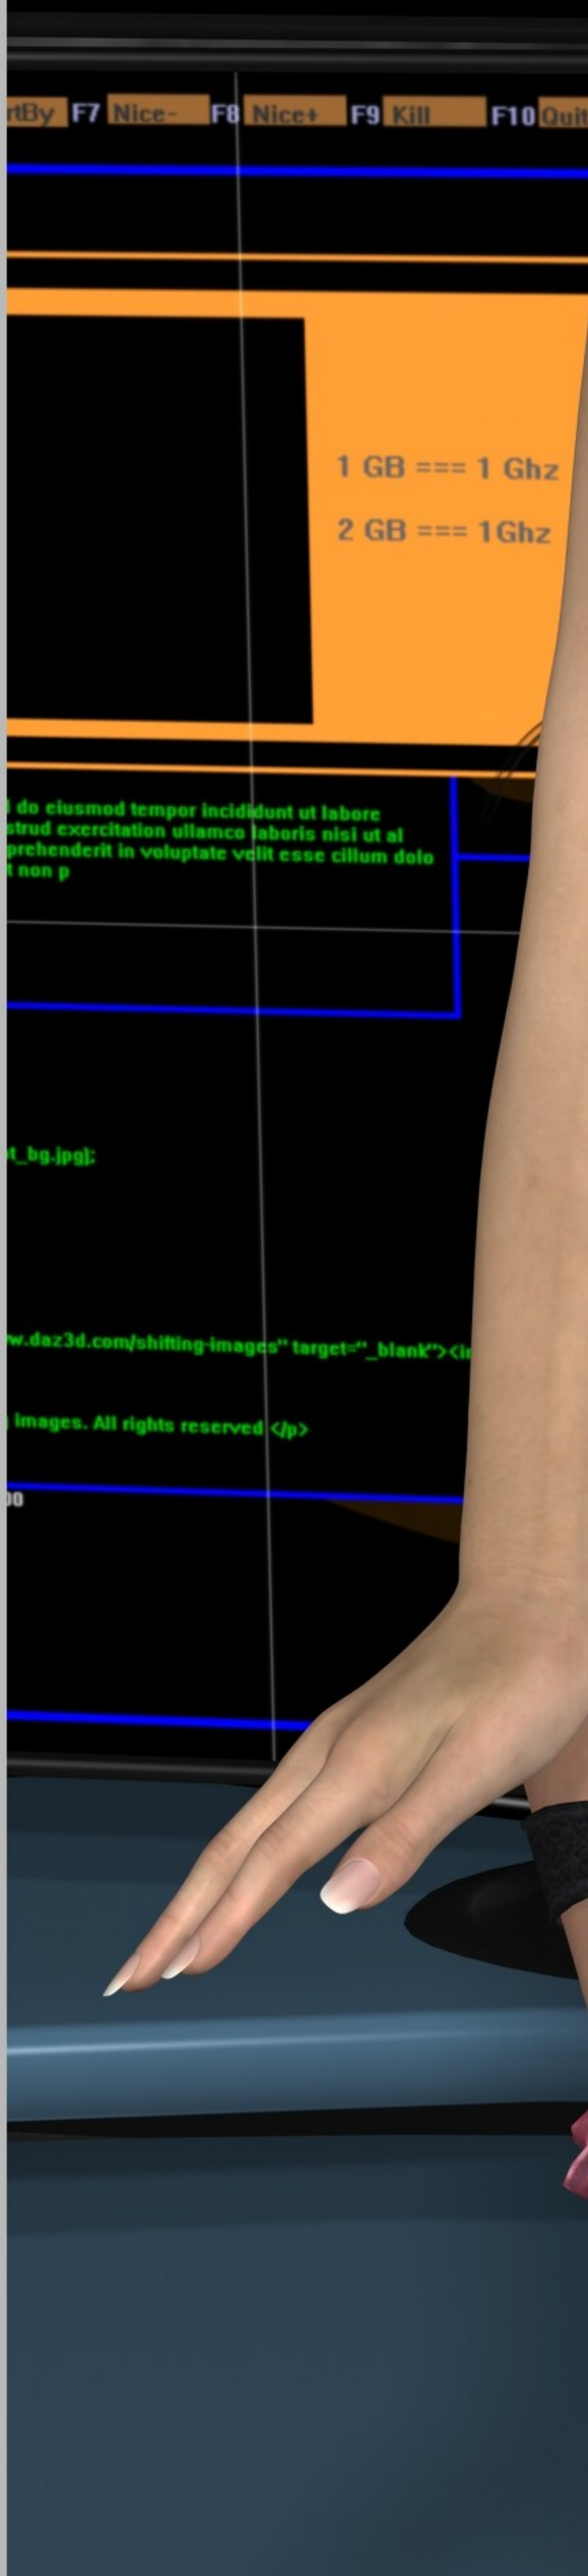 rtBy F7 Nice- F8 Nice+ F9 Kill F10 Quit
1 GB === 1 Ghz
2 GB === 1Ghz
do eiusmod tempor incididunt ut labore
strud exercitation ullamco laboris nisi ut al
prehenderit in voluptate velit esse cillum dolo
t non p
t_bg.jpg];
w.daz3d.com/shifting-images" target="_blank"><i
images. All rights reserved </p>
00